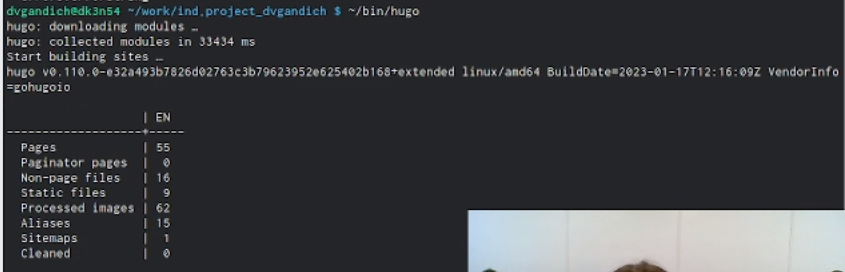 dvgandich@dk3n54 ~/work/ind.project_dvgandich $ ~/bin/hugo
hugo: downloading modules …
hugo: collected modules in 33434 ms
Start building sites …
hugo v0.110.0-e32a493b7826d02763c3b79623952e625402b168+extended linux/amd64 BuildDate=2023-01-17T12:16:09Z VendorInfo
=gohugoio
| EN
-------------------+-----
Pages | 55
Paginator pages | 0
Non-page files | 16
Static files | 9
Processed images | 62
Aliases | 15
Sitemaps | 1
Cleaned | 0